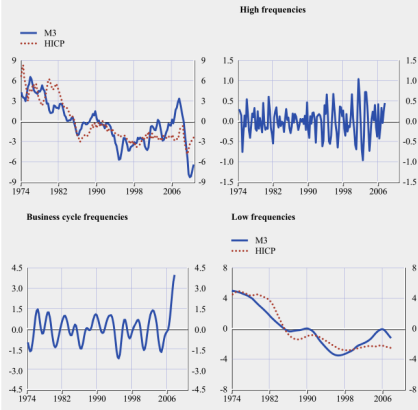 High frequencies
M3
HICP
9 9 1.5 1.5
6 6 1.0 1.0
3 3 0.5 0.5
0 0 0.0 0.0
-3 -3 -0.5 -0.5
-6 -6 -1.0 -1.0
-9 -9 -1.5 -1.5
1974 1982 1990 1998 2006 1974 1982 1990 1998 2006
Business cycle frequencies Low frequencies
M3
HICP
4.5 4.5 8 8
3.0 3.0
1.5 1.5 4 4
0.0 0.0 0 0
-1.5 -1.5
-3.0 -3.0 -4 -4
-4.5 -4.5 -8 -8
1974 1982 1990 1998 2006 1974 1982 1990 1998 2006